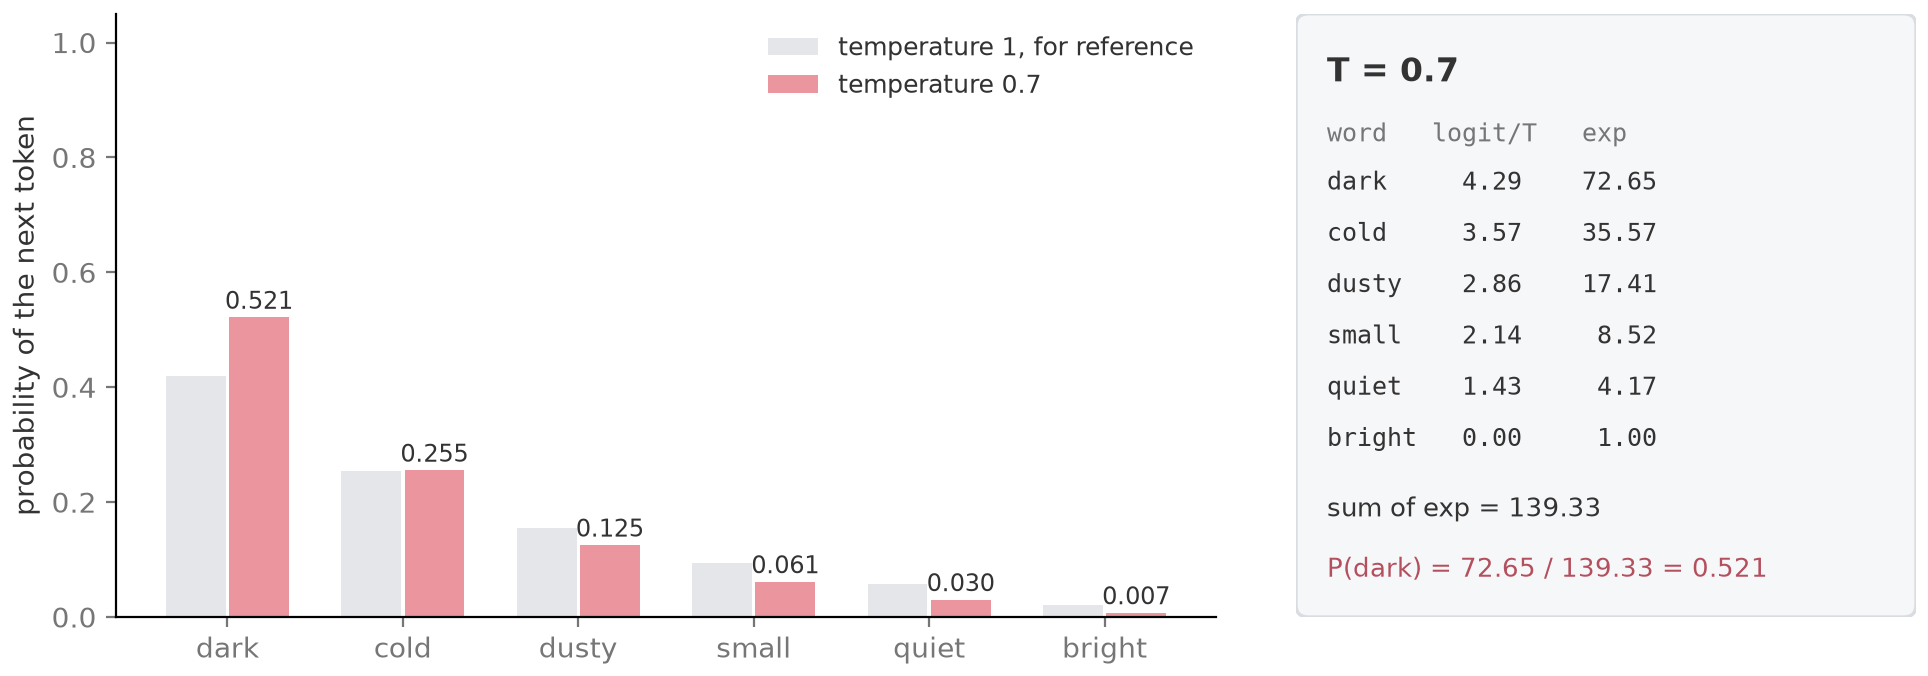 probability of the next token
1.0
0.8
0.6
0.4
0.2
0.0
temperature 1, for reference
temperature 0.7
0.521
0.255
0.125
0.061
0.030
0.007
dark cold dusty small quiet bright
T = 0.7
word logit/T exp
dark 4.29 72.65
cold 3.57 35.57
dusty 2.86 17.41
small 2.14 8.52
quiet 1.43 4.17
bright 0.00 1.00
sum of exp = 139.33
P(dark) = 72.65 / 139.33 = 0.521